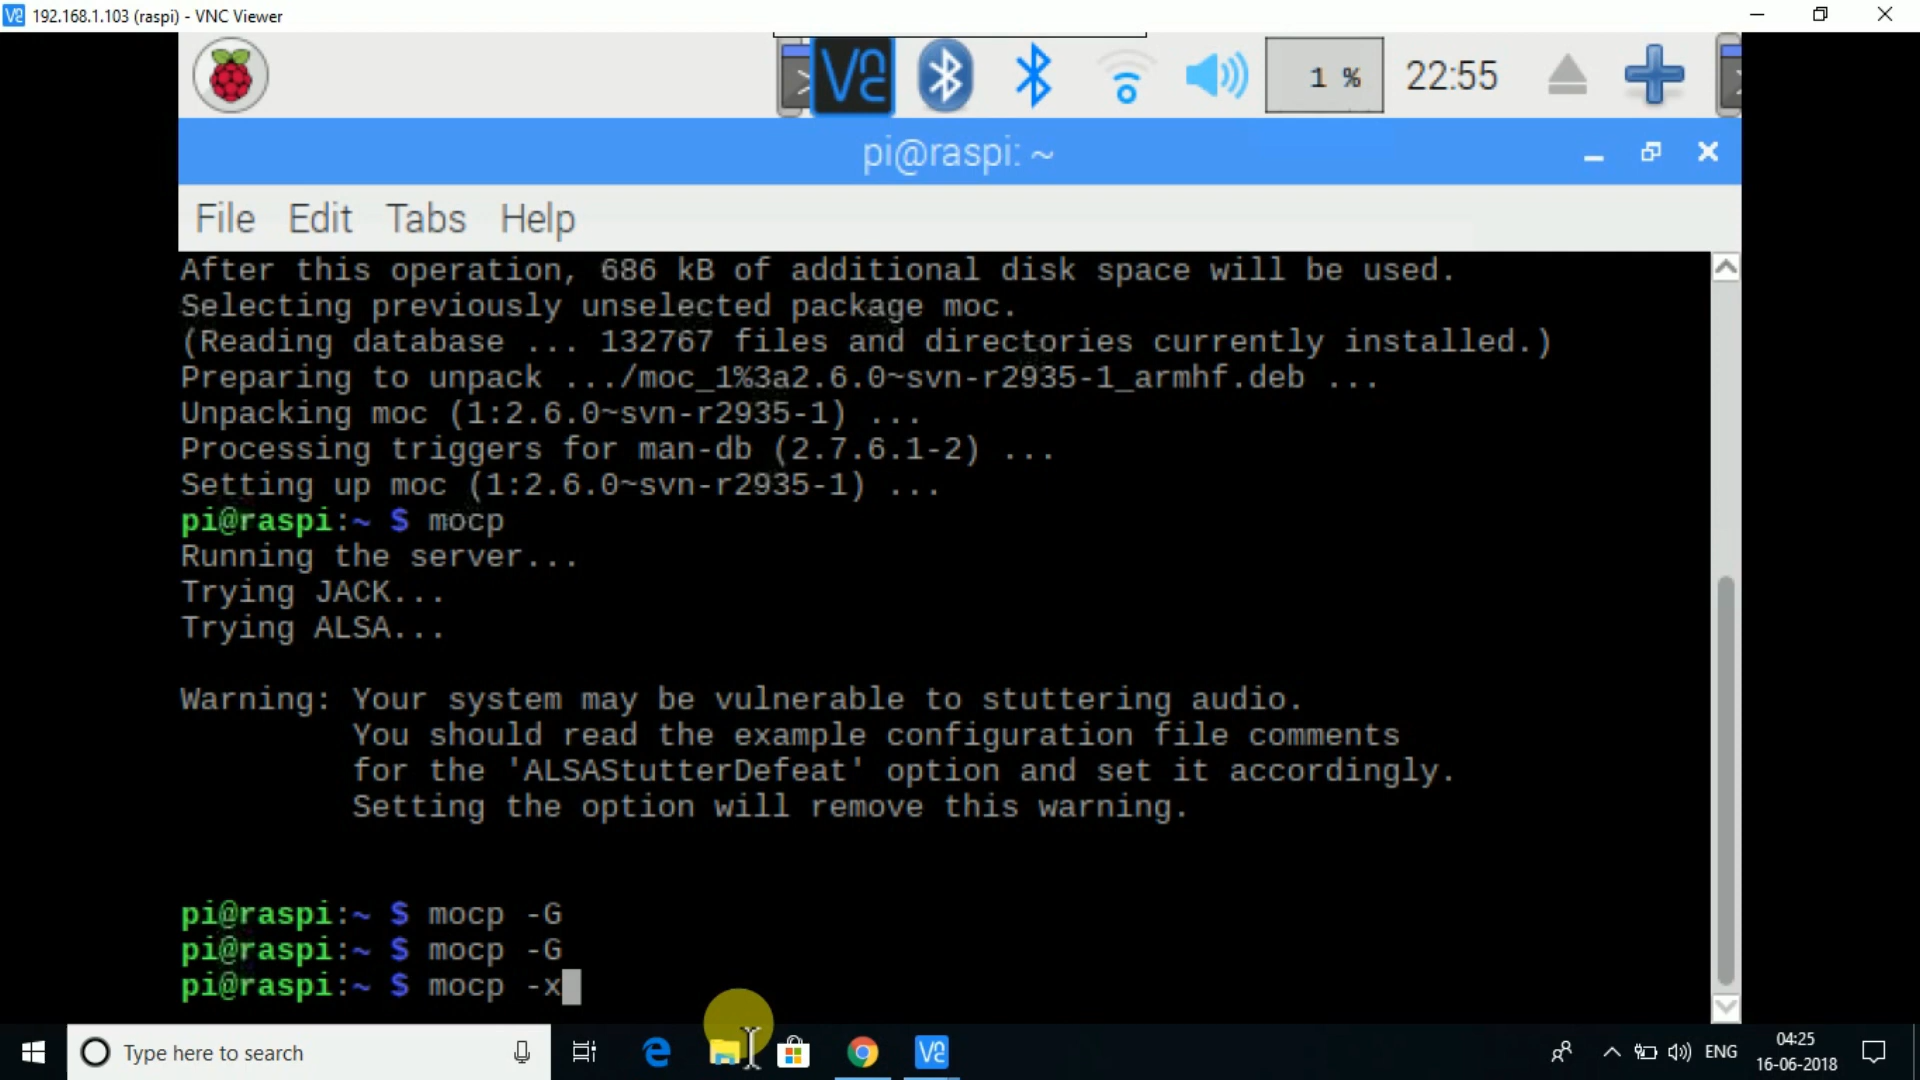 192.168.1.103 (raspi) - VNC Viewer
1 %
22:55
pi@raspi: ~
File Edit Tabs Help
After this operation, 686 kB of additional disk space will be used.
Selecting previously unselected package moc.
(Reading database ... 132767 files and directories currently installed.)
Preparing to unpack .../moc_1%3a2.6.0~svn-r2935-1_armhf.deb ...
Unpacking moc (1:2.6.0~svn-r2935-1) ...
Processing triggers for man-db (2.7.6.1-2) ...
Setting up moc (1:2.6.0~svn-r2935-1) ...
pi@raspi:~ $ mocp
Running the server...
Trying JACK...
Trying ALSA...
Warning: Your system may be vulnerable to stuttering audio.
You should read the example configuration file comments
for the 'ALSAStutterDefeat' option and set it accordingly.
Setting the option will remove this warning.
pi@raspi:~ $ mocp -G
pi@raspi:~ $ mocp -G
pi@raspi:~ $ mocp -x
Type here to search
ENG
04:25
16-06-2018